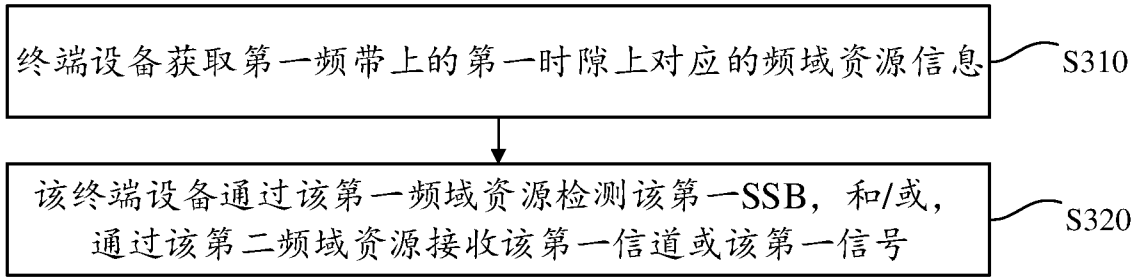 终端设备获取第一频带上的第一时隙上对应的频域资源信息
S310
该终端设备通过该第一频域资源检测该第一SSB，和/或，
通过该第二频域资源接收该第一信道或该第一信号
S320